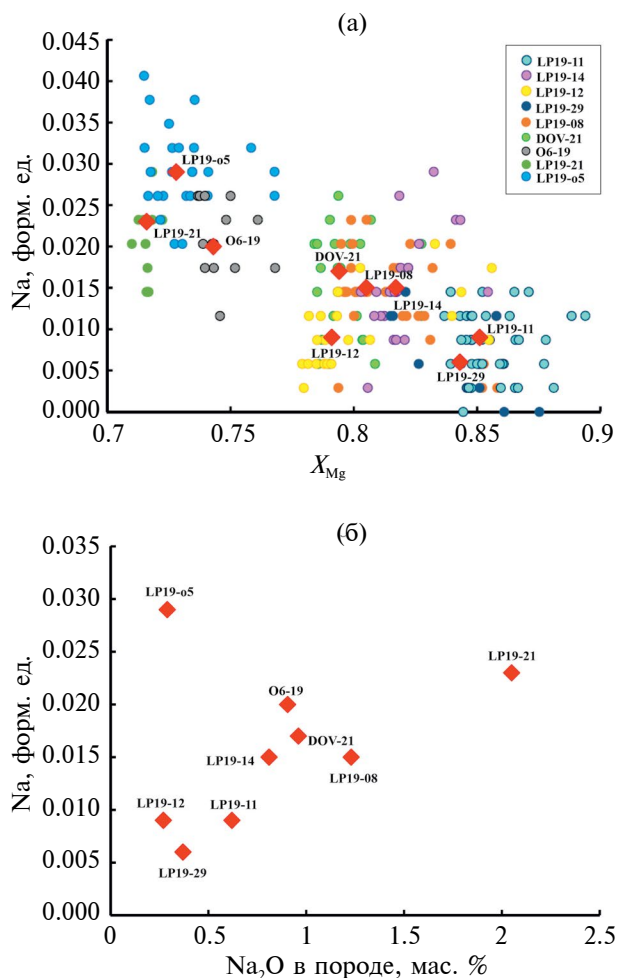 (а)
Na, форм. ед.
0.045
0.040
0.035
0.030
0.025
0.020
0.015
0.010
0.005
0.000
0.7
0.75
0.8
0.85
0.9
X_Mg
LP19-11
LP19-14
LP19-12
LP19-29
LP19-08
DOV-21
O6-19
LP19-21
LP19-o5
LP19-o5
LP19-21
O6-19
DOV-21
LP19-08
LP19-14
LP19-12
LP19-11
LP19-29
(б)
Na, форм. ед.
0.035
0.030
0.025
0.020
0.015
0.010
0.005
0.000
0
0.5
1
1.5
2
2.5
Na₂O в породе, мас. %
LP19-o5
LP19-21
O6-19
DOV-21
LP19-14
LP19-08
LP19-12
LP19-11
LP19-29